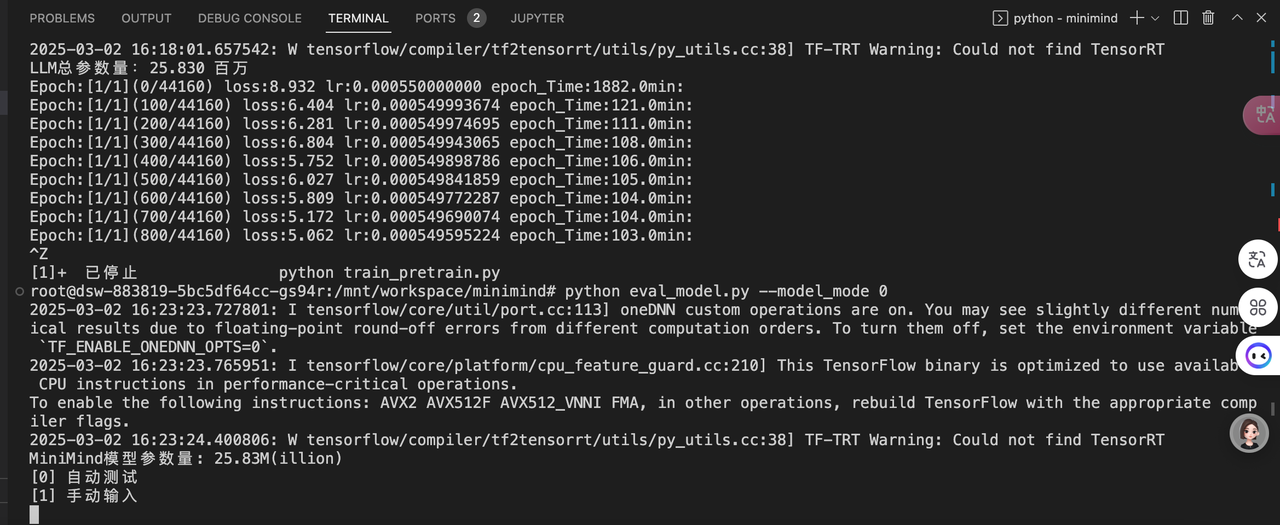 PROBLEMS OUTPUT DEBUG CONSOLE TERMINAL PORTS 2 JUPYTER python - minimind
2025-03-02 16:18:01.657542: W tensorflow/compiler/tf2tensorrt/utils/py_utils.cc:38] TF-TRT Warning: Could not find TensorRT
LLM总参数量：25.830 百万
Epoch:[1/1](0/44160) loss:8.932 lr:0.000550000000 epoch_Time:1882.0min:
Epoch:[1/1](100/44160) loss:6.404 lr:0.000549993674 epoch_Time:121.0min:
Epoch:[1/1](200/44160) loss:6.281 lr:0.000549974695 epoch_Time:111.0min:
Epoch:[1/1](300/44160) loss:6.804 lr:0.000549943065 epoch_Time:108.0min:
Epoch:[1/1](400/44160) loss:5.752 lr:0.000549898786 epoch_Time:106.0min:
Epoch:[1/1](500/44160) loss:6.027 lr:0.000549841859 epoch_Time:105.0min:
Epoch:[1/1](600/44160) loss:5.809 lr:0.000549772287 epoch_Time:104.0min:
Epoch:[1/1](700/44160) loss:5.172 lr:0.000549690074 epoch_Time:104.0min:
Epoch:[1/1](800/44160) loss:5.062 lr:0.000549595224 epoch_Time:103.0min:
^Z
[1]+ 已停止 python train_pretrain.py
root@dsw-883819-5bc5df64cc-gs94r:/mnt/workspace/minimind# python eval_model.py --model_mode 0
2025-03-02 16:23:23.727801: I tensorflow/core/util/port.cc:113] oneDNN custom operations are on. You may see slightly different num
ical results due to floating-point round-off errors from different computation orders. To turn them off, set the environment variable
`TF_ENABLE_ONEDNN_OPTS=0`.
2025-03-02 16:23:23.765951: I tensorflow/core/platform/cpu_feature_guard.cc:210] This TensorFlow binary is optimized to use availab
CPU instructions in performance-critical operations.
To enable the following instructions: AVX2 AVX512F AVX512_VNNI FMA, in other operations, rebuild TensorFlow with the appropriate comp
iler flags.
2025-03-02 16:23:24.400806: W tensorflow/compiler/tf2tensorrt/utils/py_utils.cc:38] TF-TRT Warning: Could not find TensorRT
MiniMind模型参数量: 25.83M(illion)
[0] 自动测试
[1] 手动输入